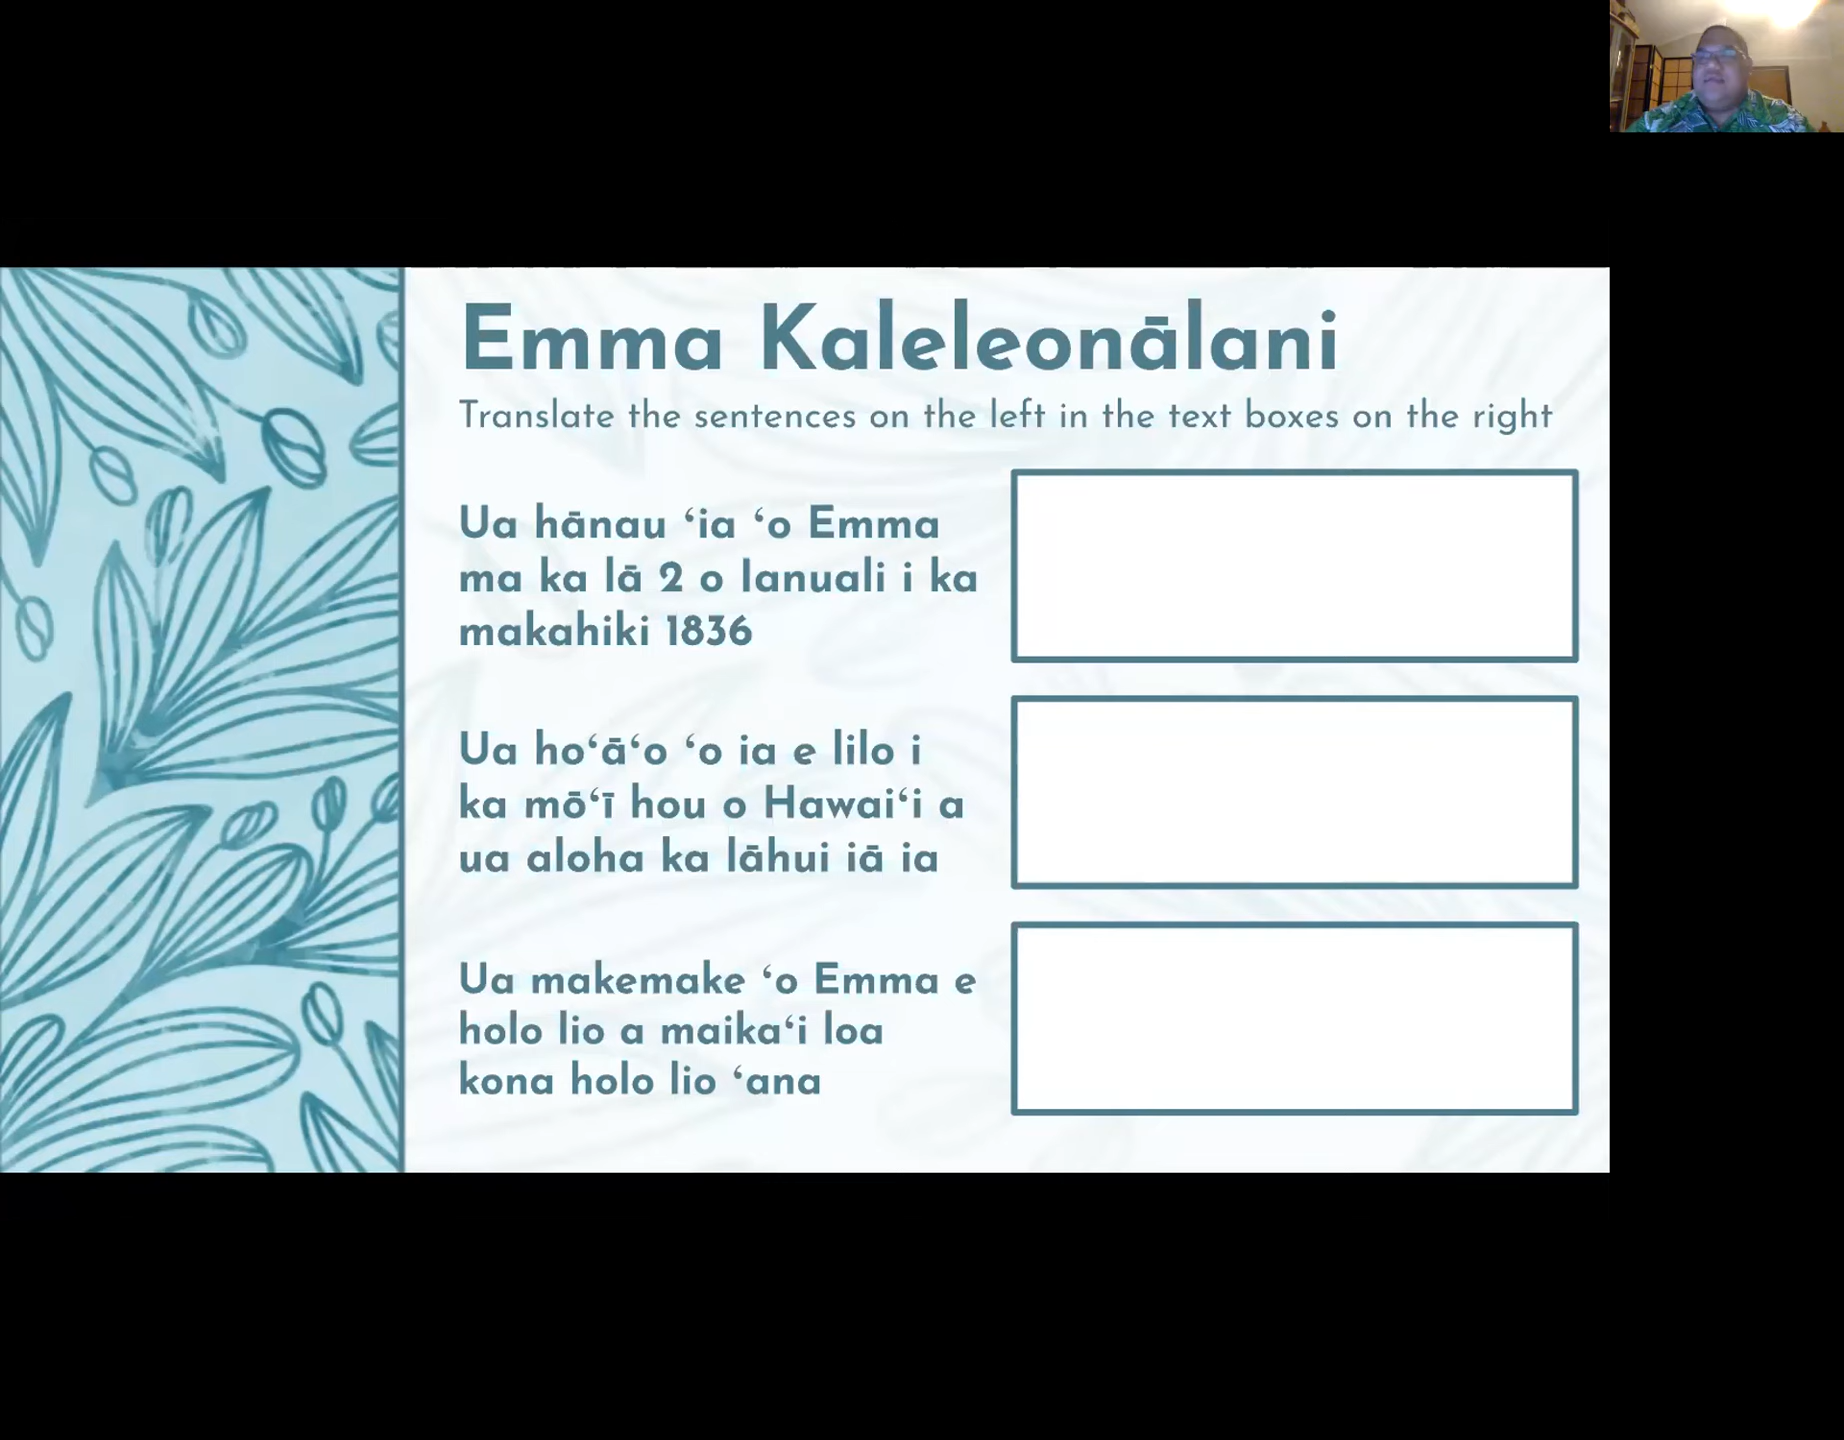 Emma Kaleleonālani
Translate the sentences on the left in the text boxes on the right
Ua hānau ʻia ʻo Emma
ma ka lā 2 o Ianuali i ka
makahiki 1836
Ua hoʻāʻo ʻo ia e lilo i
ka mōʻī hou o Hawaiʻi a
ua aloha ka lāhui iā ia
Ua makemake ʻo Emma e
holo lio a maikaʻi loa
kona holo lio ʻana